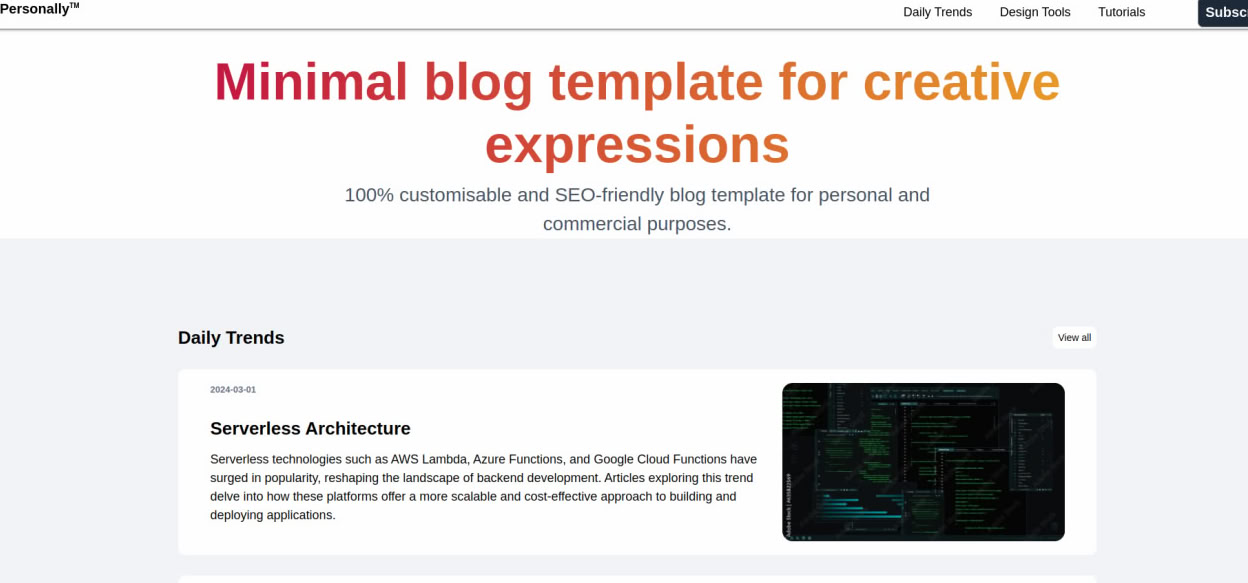 Personally™
Daily Trends Design Tools Tutorials Subsc
Minimal blog template for creative
expressions
100% customisable and SEO-friendly blog template for personal and
commercial purposes.
Daily Trends
View all
2024-03-01
Serverless Architecture
Serverless technologies such as AWS Lambda, Azure Functions, and Google Cloud Functions have
surged in popularity, reshaping the landscape of backend development. Articles exploring this trend
delve into how these platforms offer a more scalable and cost-effective approach to building and
deploying applications.